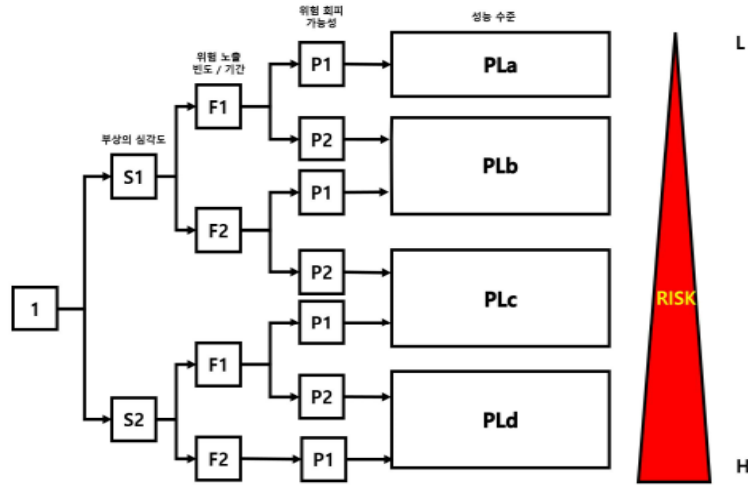 위험 회피
가능성
성능 수준
위험 노출
빈도 / 기간
부상의 심각도
L
P1
PLa
F1
P2
PLb
S1
P1
F2
P2
PLc
RISK
1
P1
F1
P2
PLd
S2
F2
P1
H